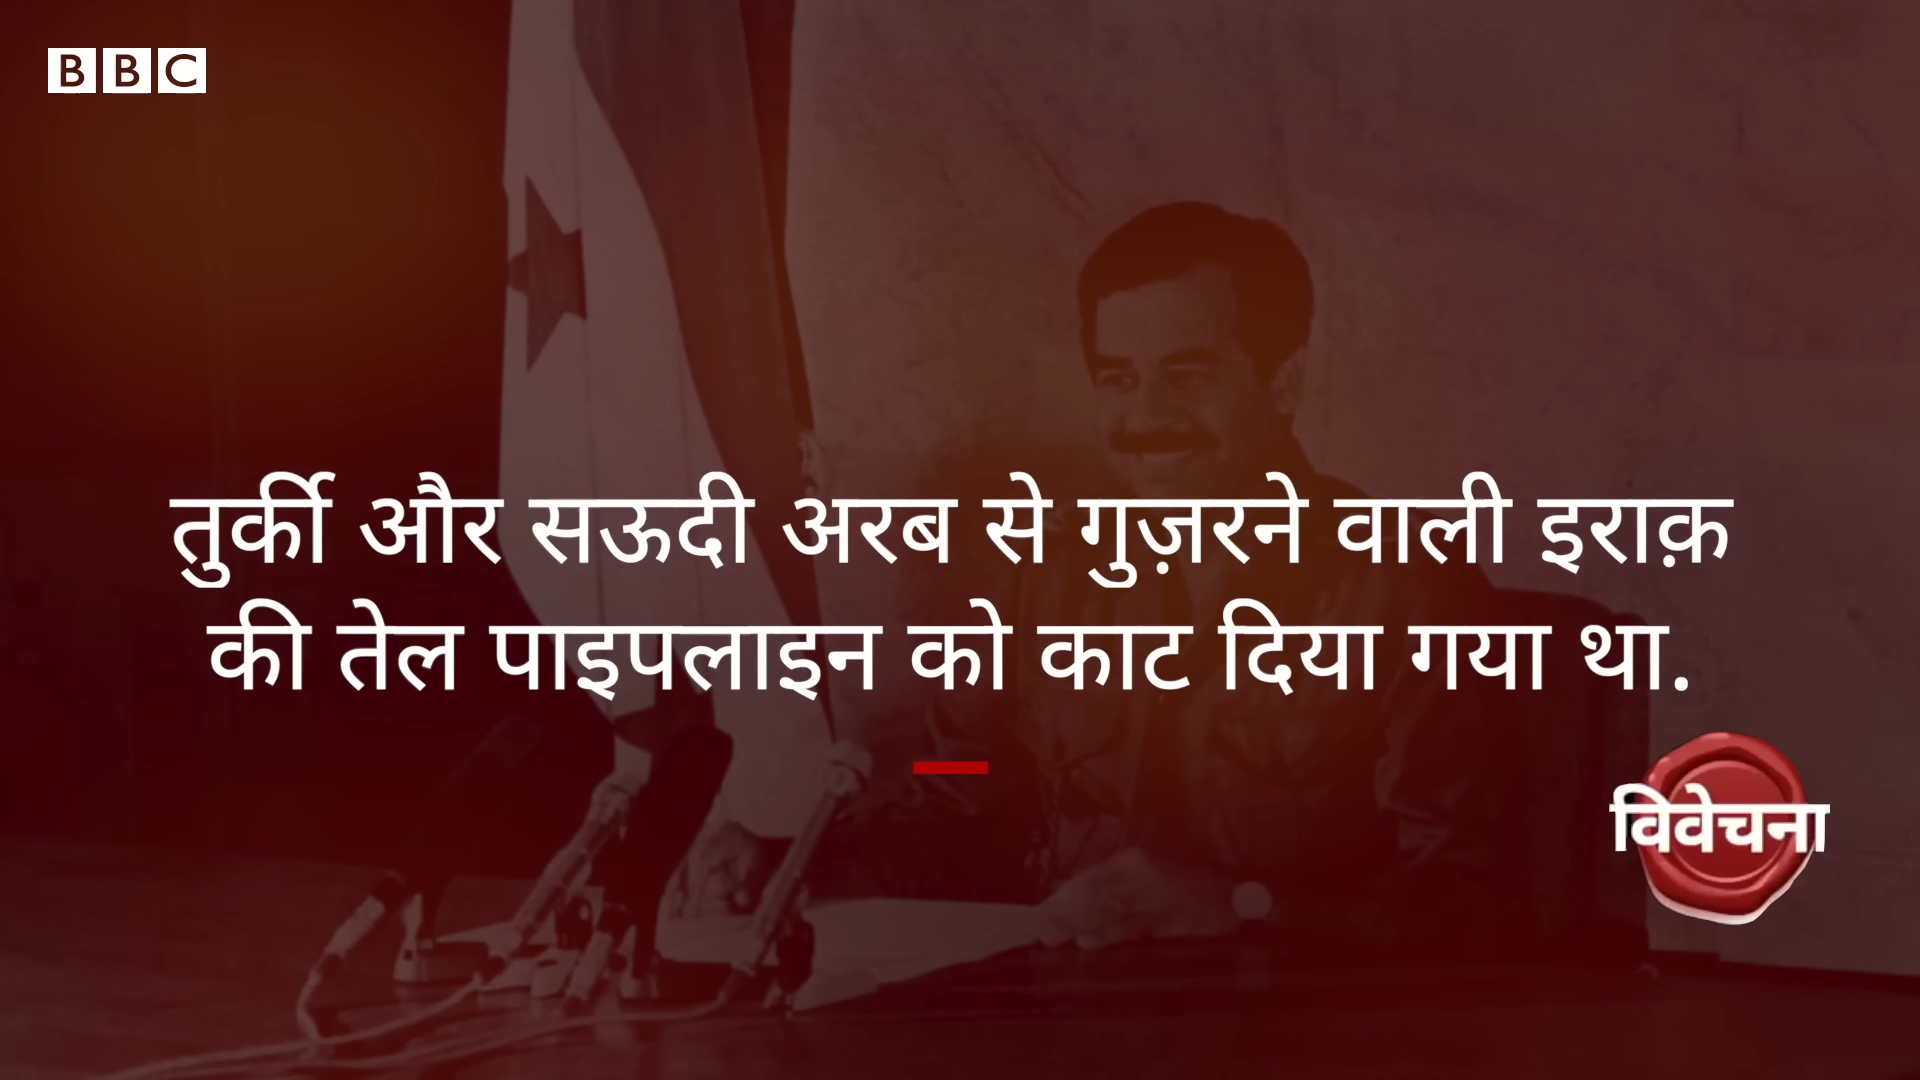 BBC
तुर्की और सऊदी अरब से गुज़रने वाली इराक़
की तेल पाइपलाइन को काट दिया गया था.
विवेचना